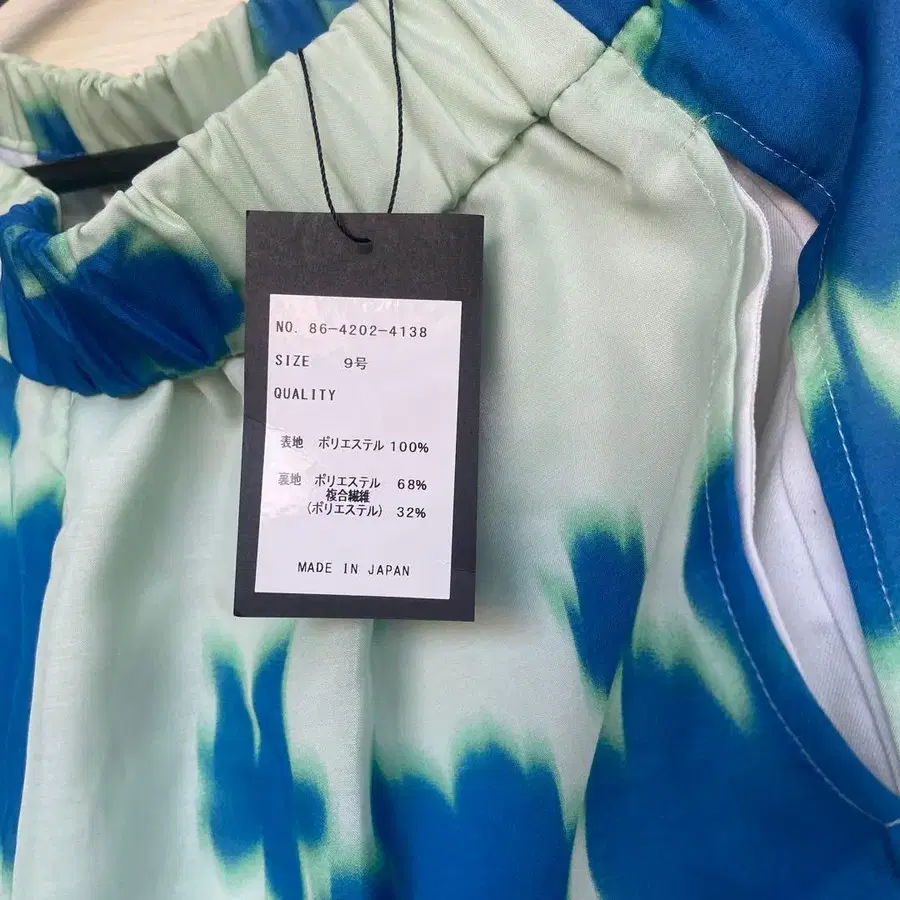 NO. 86-4202-4138
SIZE 9号
QUALITY
表地 ポリエステル 100%
裏地 ポリエステル 68%
複合繊維
(ポリエステル) 32%
MADE IN JAPAN